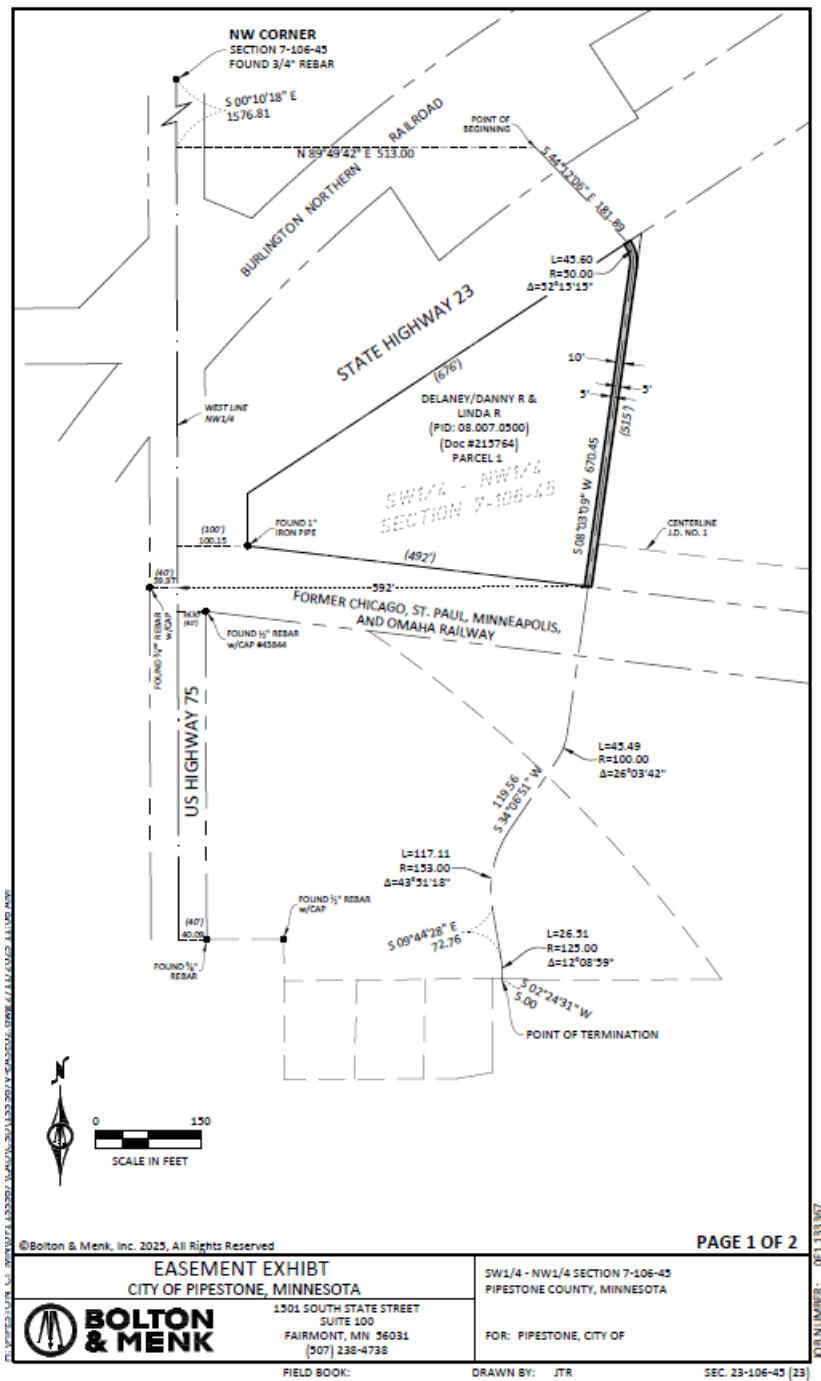 NW CORNER
SECTION 7-106-45
FOUND 3/4" REBAR
S 00°10'18" E
1576.81
N 89°49'42" E 513.00
POINT OF
BEGINNING
S 44°12'06" E 181.89
BURLINGTON NORTHERN RAILROAD
L=45.60
R=50.00
Δ=52°15'15"
STATE HIGHWAY 23
(676')
10'
5'
5'
(515')
DELANEY/DANNY R &
LINDA R
(PID: 08.007.0500)
(Doc #215764)
PARCEL 1
WEST LINE
NW1/4
SW1/4 - NW1/4
SECTION 7-106-45
S 08°03'09" W 670.45
(100')
100.15
FOUND 1"
IRON PIPE
(492')
CENTERLINE
J.D. NO. 1
(40')
39.97
592'
FORMER CHICAGO, ST. PAUL, MINNEAPOLIS,
AND OMAHA RAILWAY
(40')
FOUND ½" REBAR
w/CAP #43844
REBAR
w/CAP
US HIGHWAY 75
L=45.49
R=100.00
Δ=26°03'42"
119.56
S 34°06'51" W
L=117.11
R=153.00
Δ=43°51'18"
FOUND ½" REBAR
w/CAP
(40')
40.09
S 09°44'28" E
72.76
L=26.51
R=125.00
Δ=12°08'59"
REBAR
S 02°24'31" W
5.00
POINT OF TERMINATION
N
0 150
SCALE IN FEET
©Bolton & Menk, Inc. 2025, All Rights Reserved
PAGE 1 OF 2
EASEMENT EXHIBT
CITY OF PIPESTONE, MINNESOTA
BOLTON
& MENK
1501 SOUTH STATE STREET
SUITE 100
FAIRMONT, MN 56031
(507) 238-4738
SW1/4 - NW1/4 SECTION 7-106-45
PIPESTONE COUNTY, MINNESOTA
FOR: PIPESTONE, CITY OF
JOB NUMBER: 0F1.133367
FIELD BOOK:
DRAWN BY: JTR
SEC. 23-106-45 (23)